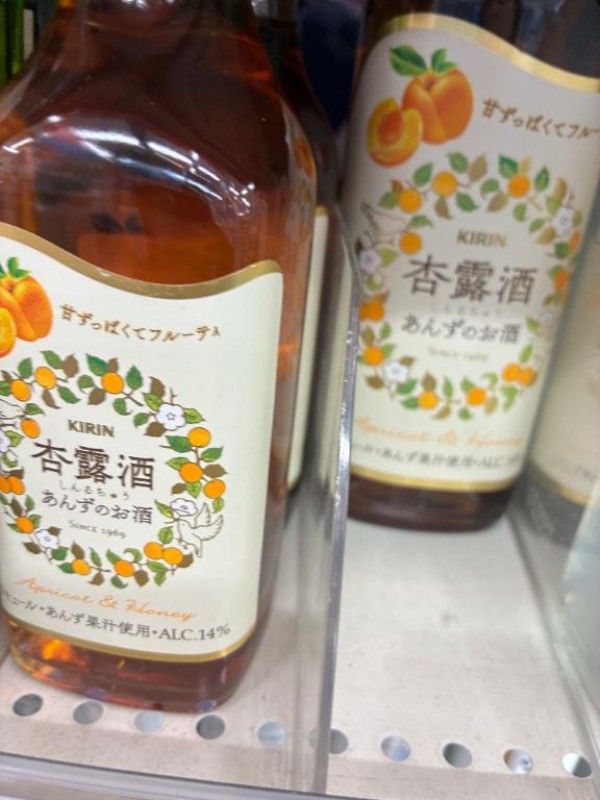 甘ずっぱくてフルーティ
KIRIN
杏露酒
しんるちゅう
あんずのお酒
SINCE 1969
Apricot & Honey
キュール・あんず果汁使用・ALC.14%
甘ずっぱくてフルー
KIRIN
杏露酒
あんずのお酒
SINCE 1969
Apricot & Honey
あんず果汁使用・ALC.